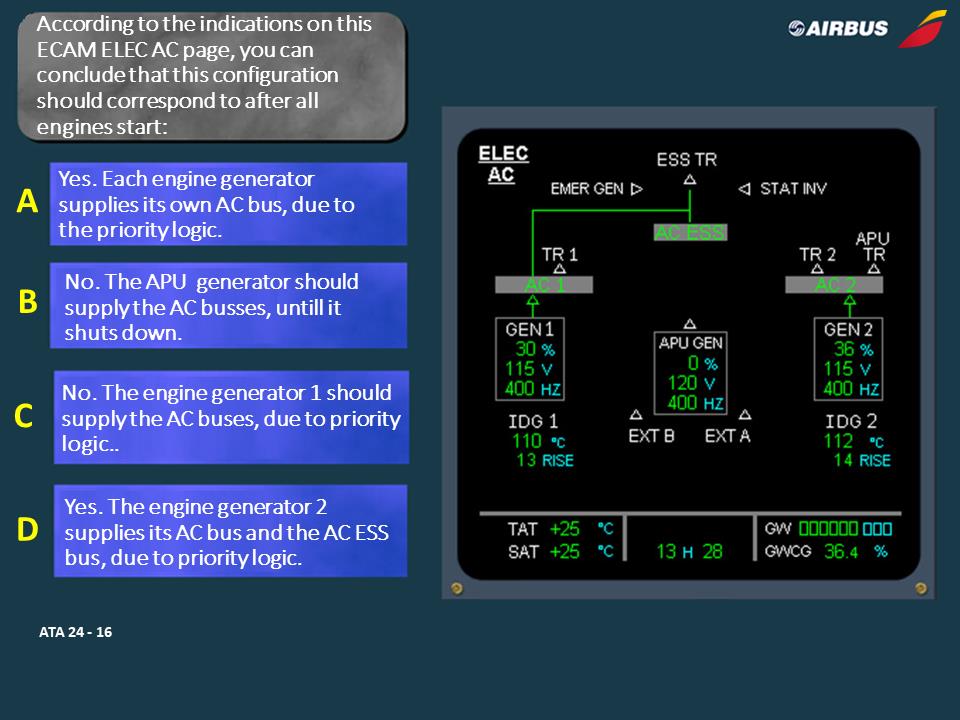 According to the indications on this
ECAM ELEC AC page, you can
conclude that this configuration
should correspond to after all
engines start:
AIRBUS
A
Yes. Each engine generator
supplies its own AC bus, due to
the priority logic.
B
No. The APU generator should
supply the AC busses, untill it
shuts down.
C
No. The engine generator 1 should
supply the AC buses, due to priority
logic..
D
Yes. The engine generator 2
supplies its AC bus and the AC ESS
bus, due to priority logic.
ATA 24 - 16
ELEC
AC
ESS TR
EMER GEN
STAT INV
AC ESS
TR 1
TR 2
APU
TR
AC 1
AC 2
GEN 1
30 %
115 V
400 HZ
APU GEN
0 %
120 V
400 HZ
GEN 2
36 %
115 V
400 HZ
IDG 1
110 °C
13 RISE
EXT B
EXT A
IDG 2
112 °C
14 RISE
TAT +25 °C
SAT +25 °C
13 H 28
GW
GWCG 36.4 %